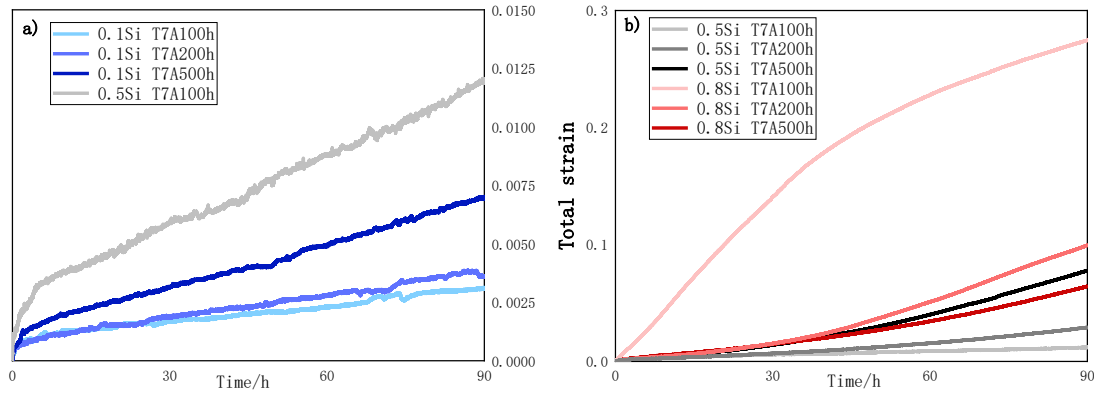 a)
0.1Si T7A100h
0.1Si T7A200h
0.1Si T7A500h
0.5Si T7A100h
0.0150
0.0125
0.0100
0.0075
0.0050
0.0025
0.0000
0
30
60
90
Time/h
b)
0.5Si T7A100h
0.5Si T7A200h
0.5Si T7A500h
0.8Si T7A100h
0.8Si T7A200h
0.8Si T7A500h
Total strain
0.3
0.2
0.1
0.0
0
30
60
90
Time/h